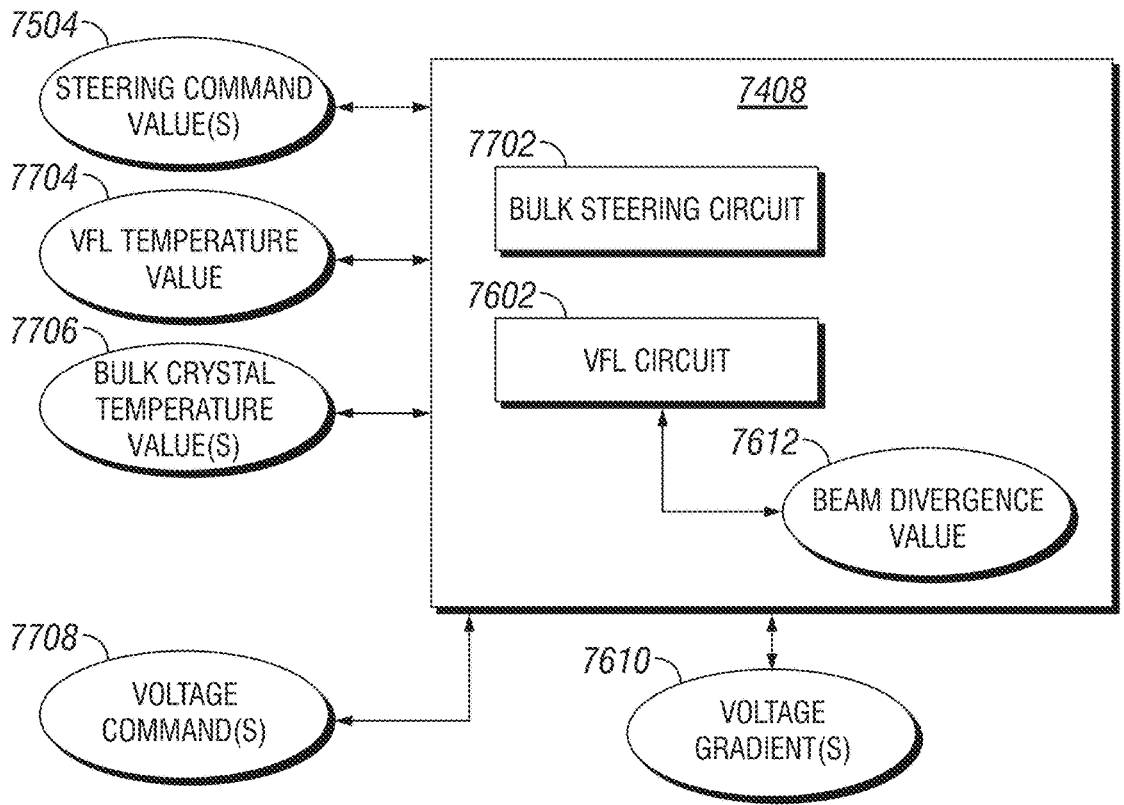 7504
STEERING COMMAND
VALUE(S)
7408
7704
VFL TEMPERATURE
VALUE
7702
BULK STEERING CIRCUIT
7706
BULK CRYSTAL
TEMPERATURE
VALUE(S)
7602
VFL CIRCUIT
7612
BEAM DIVERGENCE
VALUE
7708
VOLTAGE
COMMAND(S)
7610
VOLTAGE
GRADIENT(S)